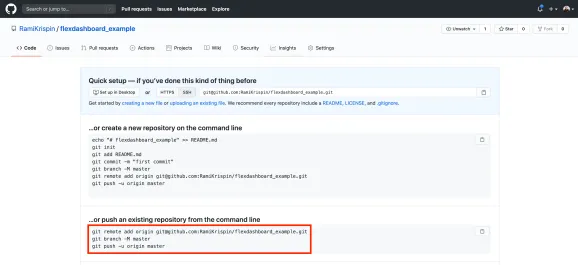 Search or jump to...
Pull requests Issues Marketplace Explore
RamiKrispin / flexdashboard_example
Unwatch 1 Star 0 Fork 0
Code Issues Pull requests Actions Projects Wiki Security Insights Settings
Quick setup — if you've done this kind of thing before
Set up in Desktop or HTTPS SSH git@github.com:RamiKrispin/flexdashboard_example.git
Get started by creating a new file or uploading an existing file. We recommend every repository include a README, LICENSE, and .gitignore.
...or create a new repository on the command line
echo "# flexdashboard_example" >> README.md
git init
git add README.md
git commit -m "first commit"
git branch -M master
git remote add origin git@github.com:RamiKrispin/flexdashboard_example.git
git push -u origin master
...or push an existing repository from the command line
git remote add origin git@github.com:RamiKrispin/flexdashboard_example.git
git branch -M master
git push -u origin master